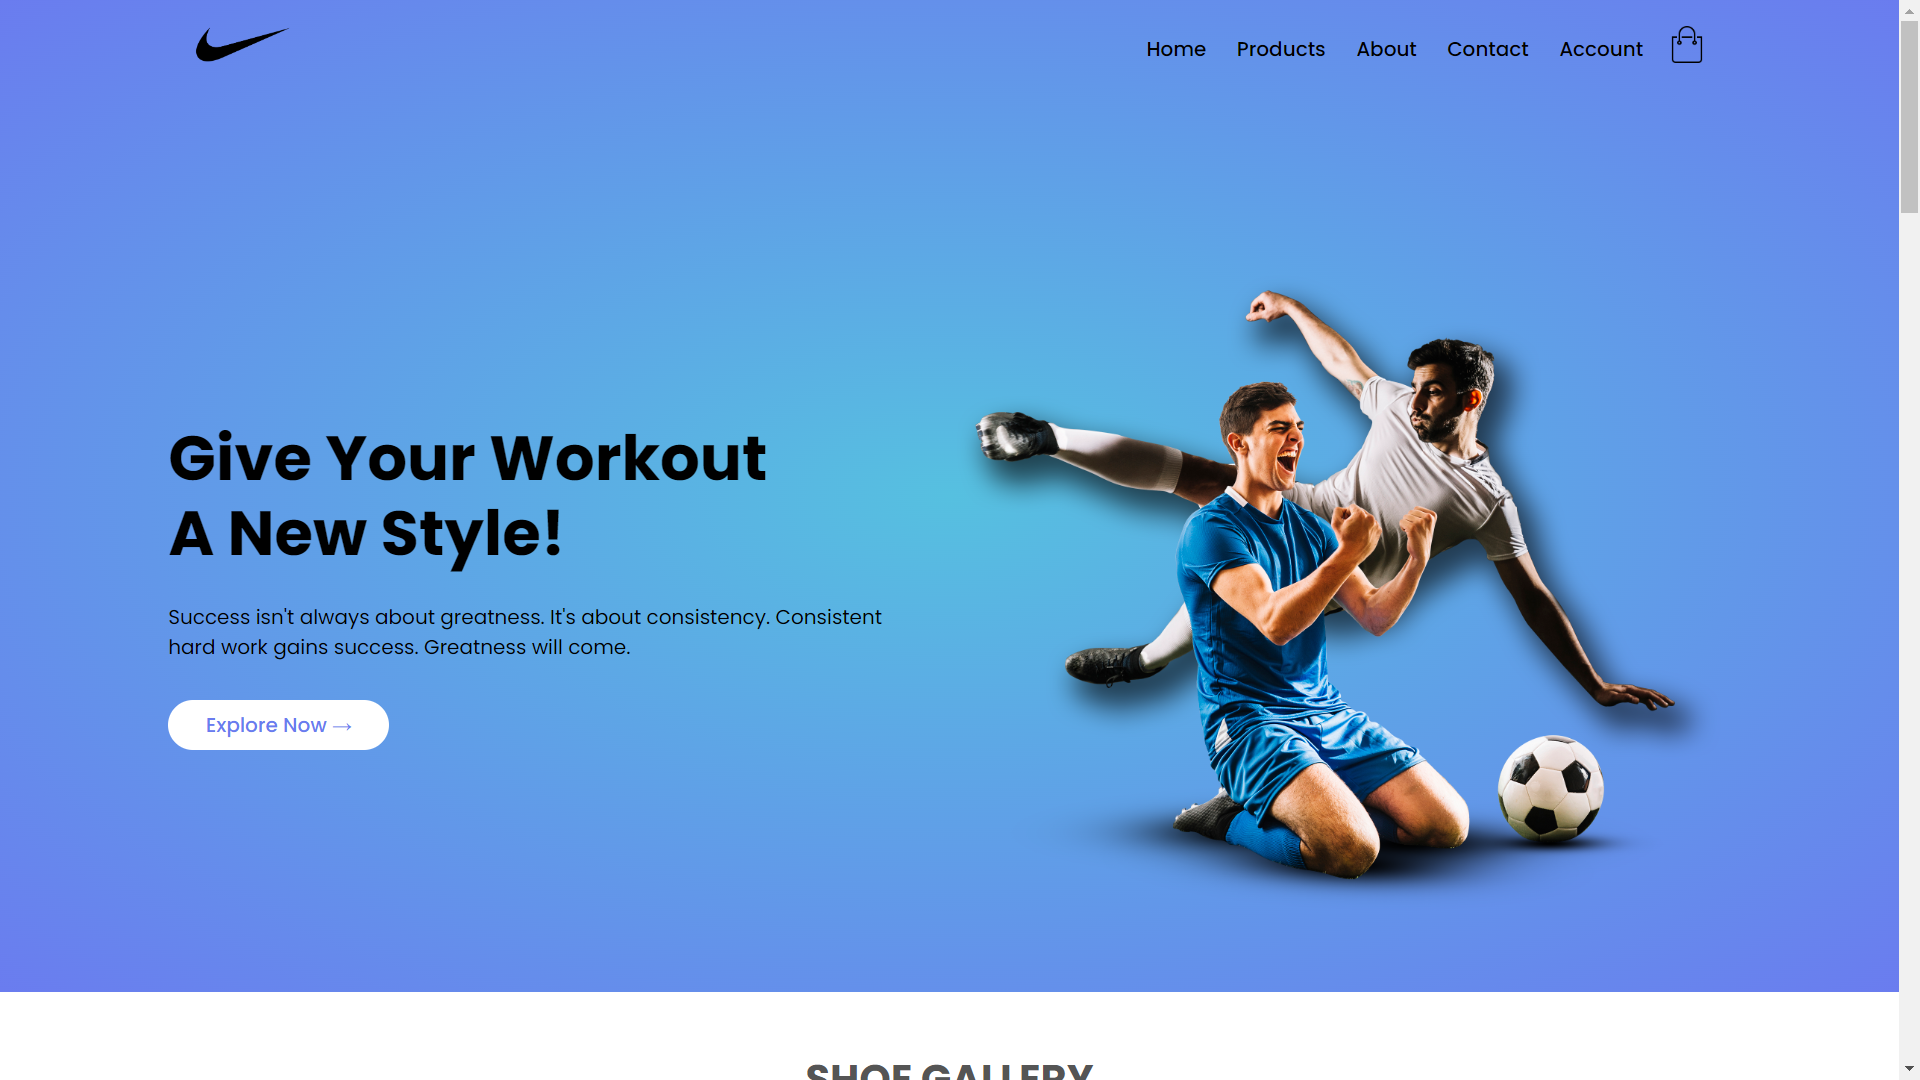 Home Products About Contact Account
Give Your Workout
A New Style!
Success isn't always about greatness. It's about consistency. Consistent
hard work gains success. Greatness will come.
Explore Now →
SHOE GALLERY